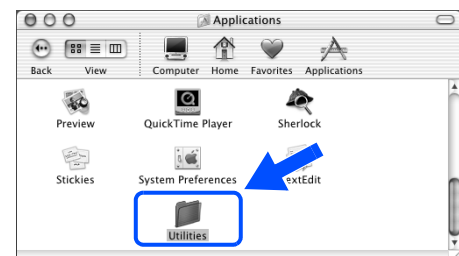 Applications
Back View Computer Home Favorites Applications
Preview QuickTime Player Sherlock
Stickies System Preferences extEdit
Utilities